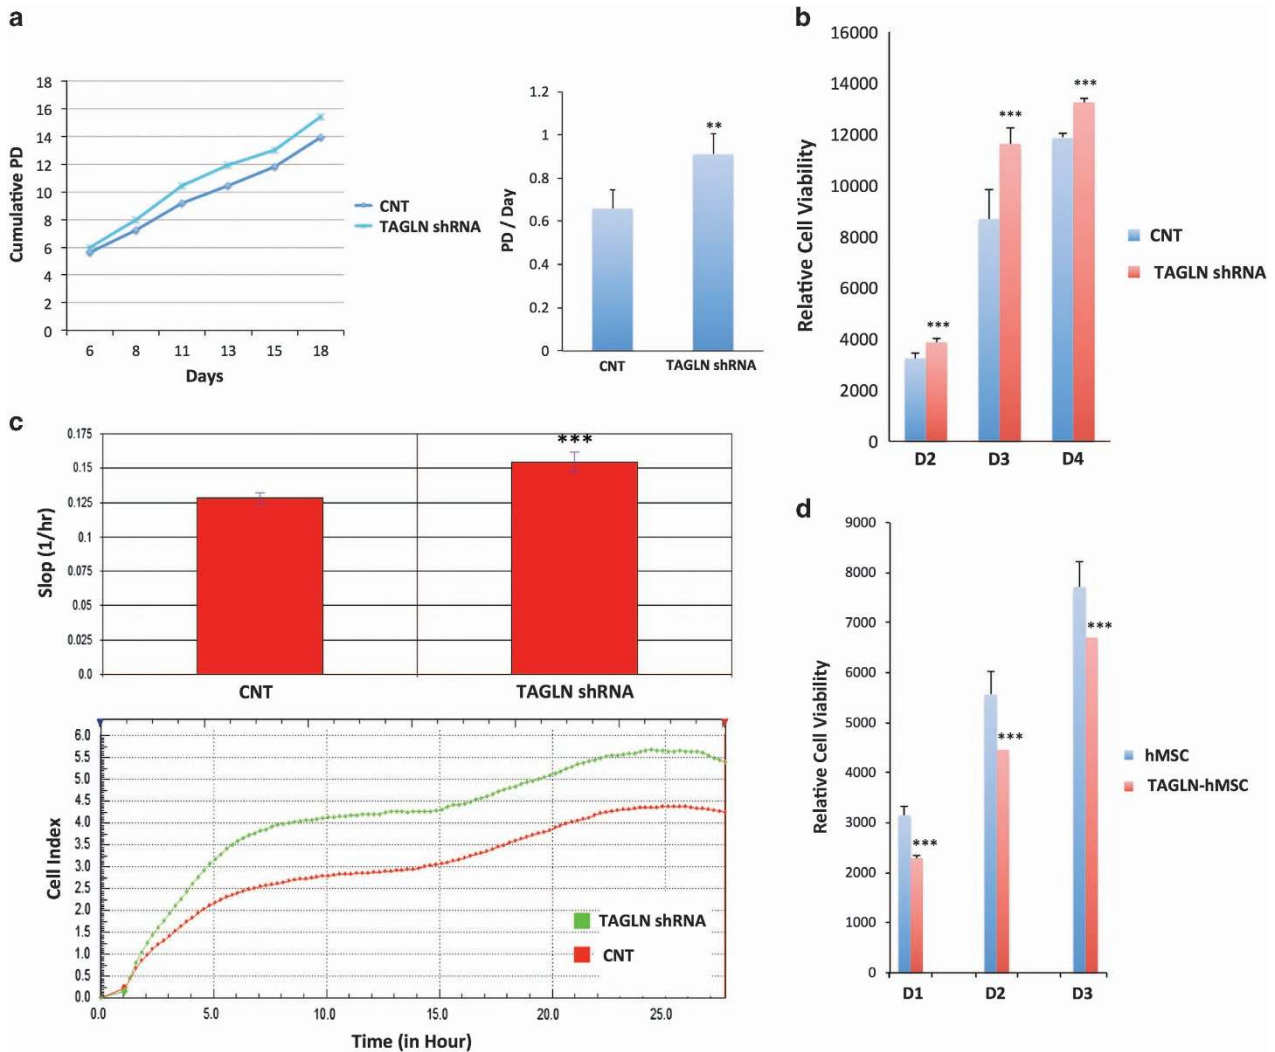 a
18
16
14
12
10
8
6
4
2
0
Cumulative PD
6 8 11 13 15 18
Days
CNT
TAGLN shRNA
1.2
1
0.8
0.6
0.4
0.2
0
PD / Day
**
CNT TAGLN shRNA
b
16000
14000
12000
10000
8000
6000
4000
2000
0
Relative Cell Viability
***
***
***
D2 D3 D4
CNT
TAGLN shRNA
c
0.175
0.15
0.125
0.1
0.075
0.05
0.025
0.0
Slop (1/hr)
***
CNT TAGLN shRNA
6.0
5.5
5.0
4.5
4.0
3.5
3.0
2.5
2.0
1.5
1.0
0.5
0.0
Cell Index
0.0 5.0 10.0 15.0 20.0 25.0
Time (in Hour)
TAGLN shRNA
CNT
d
9000
8000
7000
6000
5000
4000
3000
2000
1000
0
Relative Cell Viability
***
***
***
D1 D2 D3
hMSC
TAGLN-hMSC